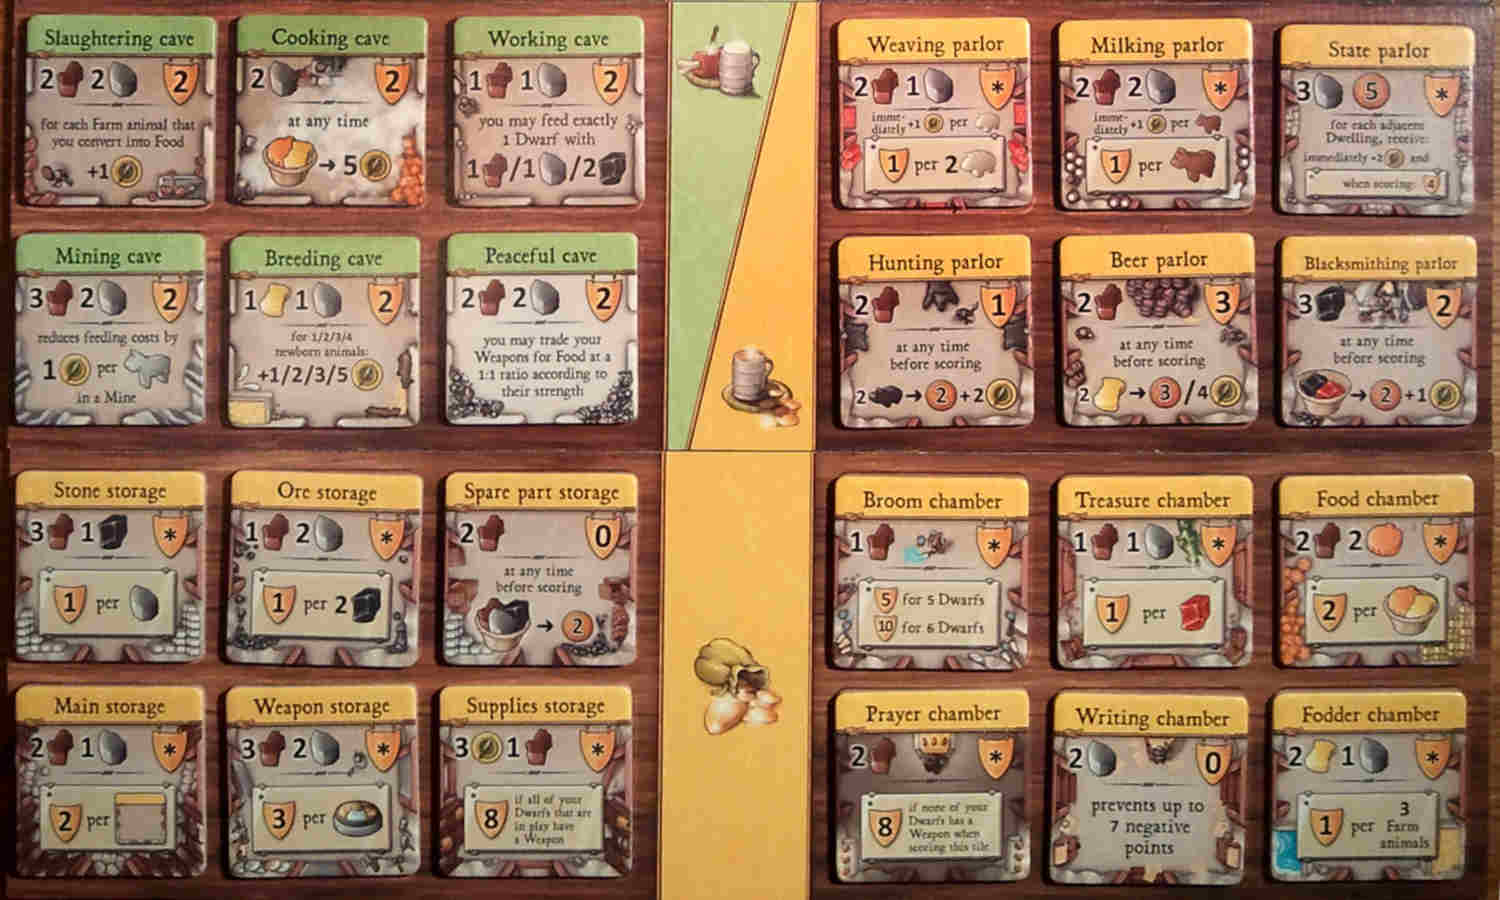 Slaughtering cave
2 2 2
for each Farm animal that
you convert into Food
+1
Cooking cave
2 2
at any time
→ 5
Working cave
1 1 2
you may feed exactly
1 Dwarf with
1 /1 /2
Weaving parlor
2 1 *
imme-
diately +1 per
1 per 2
Milking parlor
2 2 *
imme-
diately +1 per
1 per
State parlor
3 5 *
for each adjacent
Dwelling, receive:
immediately +2 and
when scoring: 4
Mining cave
3 2 2
reduces feeding costs by
1 per
in a Mine
Breeding cave
1 1 2
for 1/2/3/4
newborn animals:
+1/2/3/5
Peaceful cave
2 2 2
you may trade your
Weapons for Food at a
1:1 ratio according to
their strength
Hunting parlor
2 1
at any time
before scoring
2 → 2 +2
Beer parlor
2 3
at any time
before scoring
2 → 3 /4
Blacksmithing parlor
3 2
at any time
before scoring
→ 2 +1
Stone storage
3 1 *
1 per
Ore storage
1 2 *
1 per 2
Spare part storage
2 0
at any time
before scoring
→ 2
Broom chamber
1 *
5 for 5 Dwarfs
10 for 6 Dwarfs
Treasure chamber
1 1 *
1 per
Food chamber
2 2 *
2 per
Main storage
2 1 *
2 per
Weapon storage
3 2 *
3 per
Supplies storage
3 1 *
8
if all of your
Dwarfs that are
in play have
a Weapon
Prayer chamber
2 *
8
if none of your
Dwarfs has a
Weapon when
scoring this tile
Writing chamber
2 0
prevents up to
7 negative
points
Fodder chamber
2 1 *
1 per 3
Farm
animals